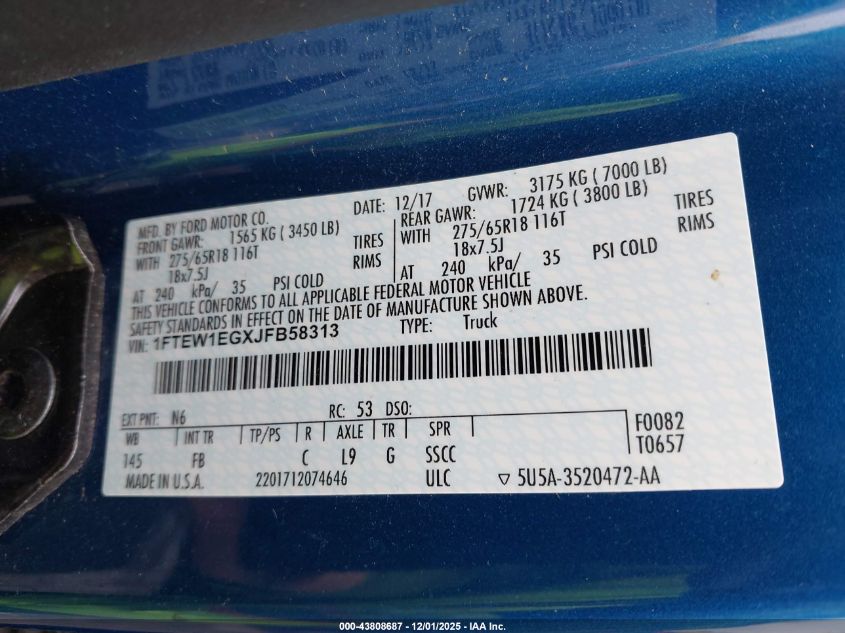 MFD. BY FORD MOTOR CO. DATE: 12/17 GVWR: 3175 KG ( 7000 LB)
FRONT GAWR: 1565 KG ( 3450 LB) REAR GAWR: 1724 KG ( 3800 LB)
WITH 275/65R18 116T TIRES WITH 275/65R18 116T TIRES
18x7.5J RIMS 18x7.5J RIMS
AT 240 kPa/ 35 PSI COLD AT 240 kPa/ 35 PSI COLD
THIS VEHICLE CONFORMS TO ALL APPLICABLE FEDERAL MOTOR VEHICLE
SAFETY STANDARDS IN EFFECT ON THE DATE OF MANUFACTURE SHOWN ABOVE.
VIN: 1FTEW1EGXJFB58313 TYPE: Truck
EXT PNT: N6 RC: 53 DSO:
WB INT TR TP/PS R AXLE TR SPR F0082
145 FB C L9 G SSCC T0657
MADE IN U.S.A. 2201712074646 ULC ▽ 5U5A-3520472-AA
000-43808687 - 12/01/2025 - IAA Inc.